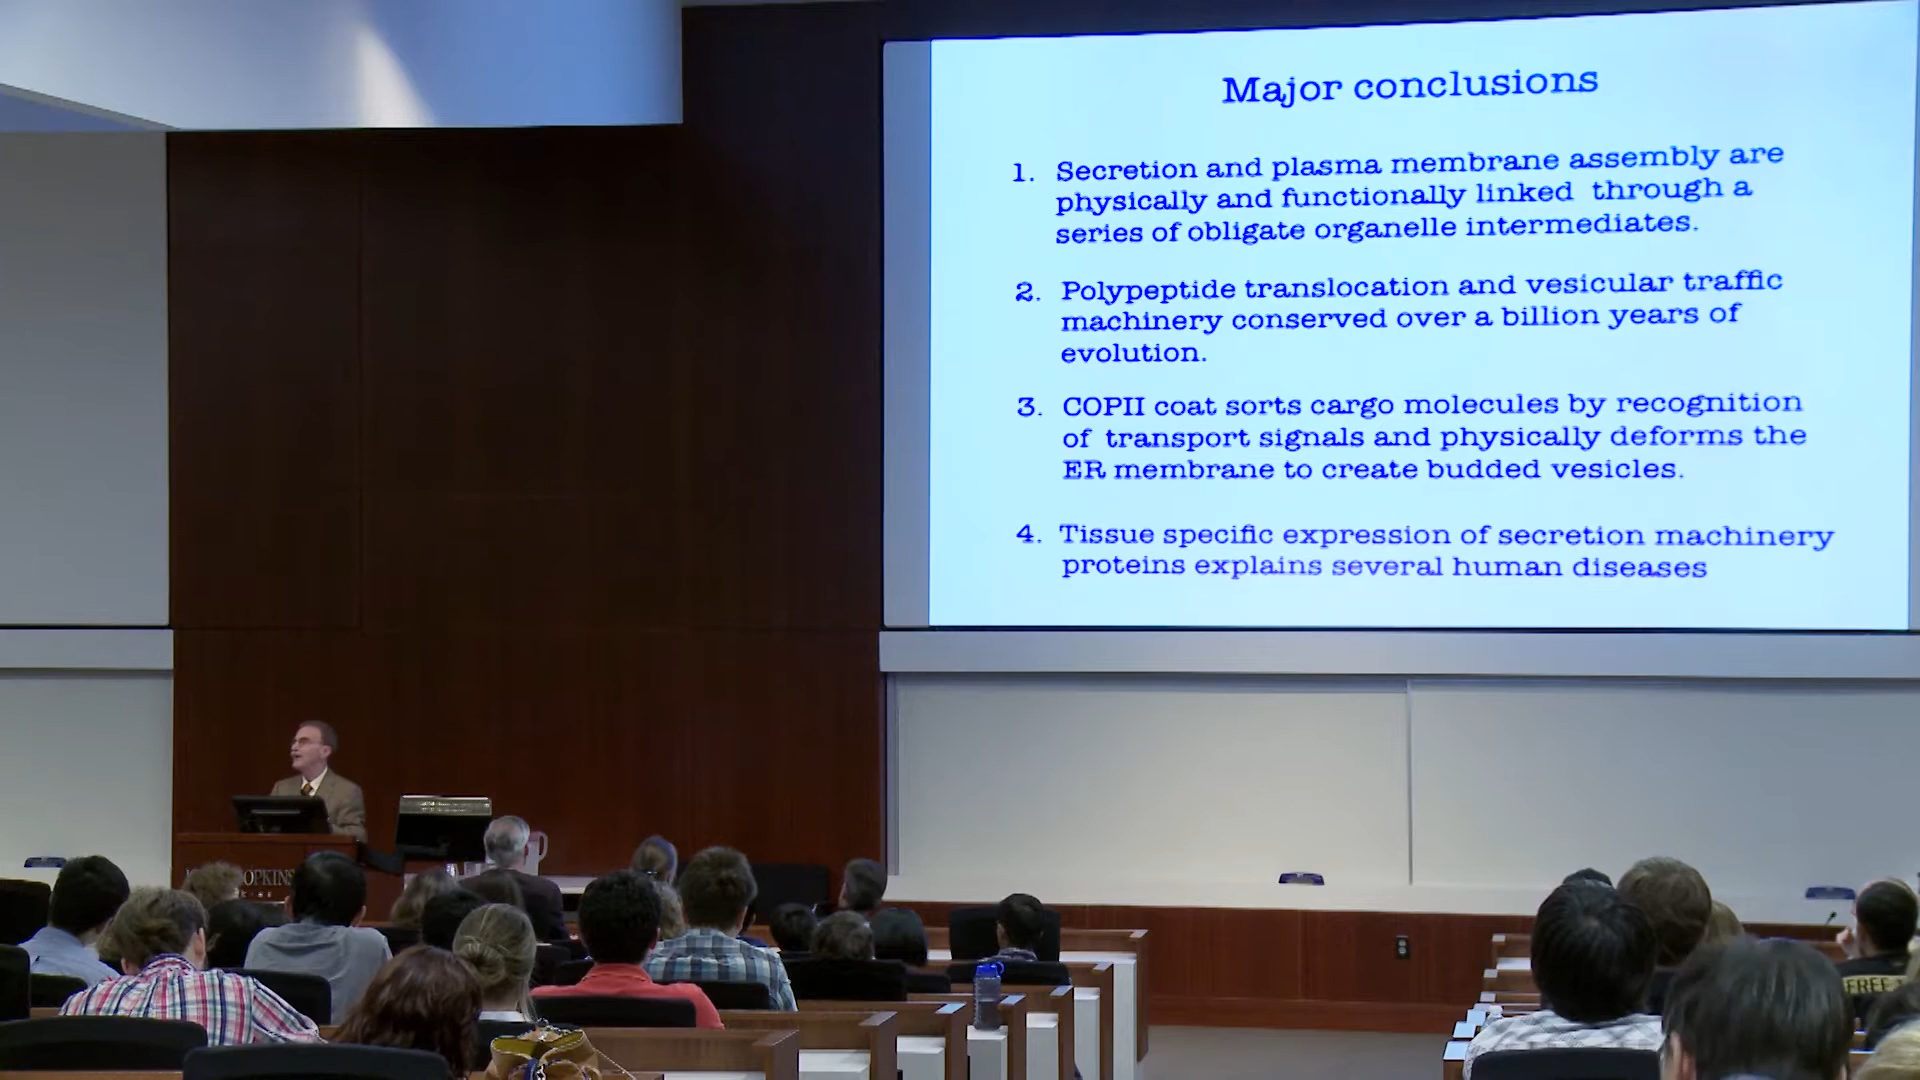 Major conclusions
1. Secretion and plasma membrane assembly are
physically and functionally linked through a
series of obligate organelle intermediates.
2. Polypeptide translocation and vesicular traffic
machinery conserved over a billion years of
evolution.
3. COPII coat sorts cargo molecules by recognition
of transport signals and physically deforms the
ER membrane to create budded vesicles.
4. Tissue specific expression of secretion machinery
proteins explains several human diseases
OPKINS
FREE